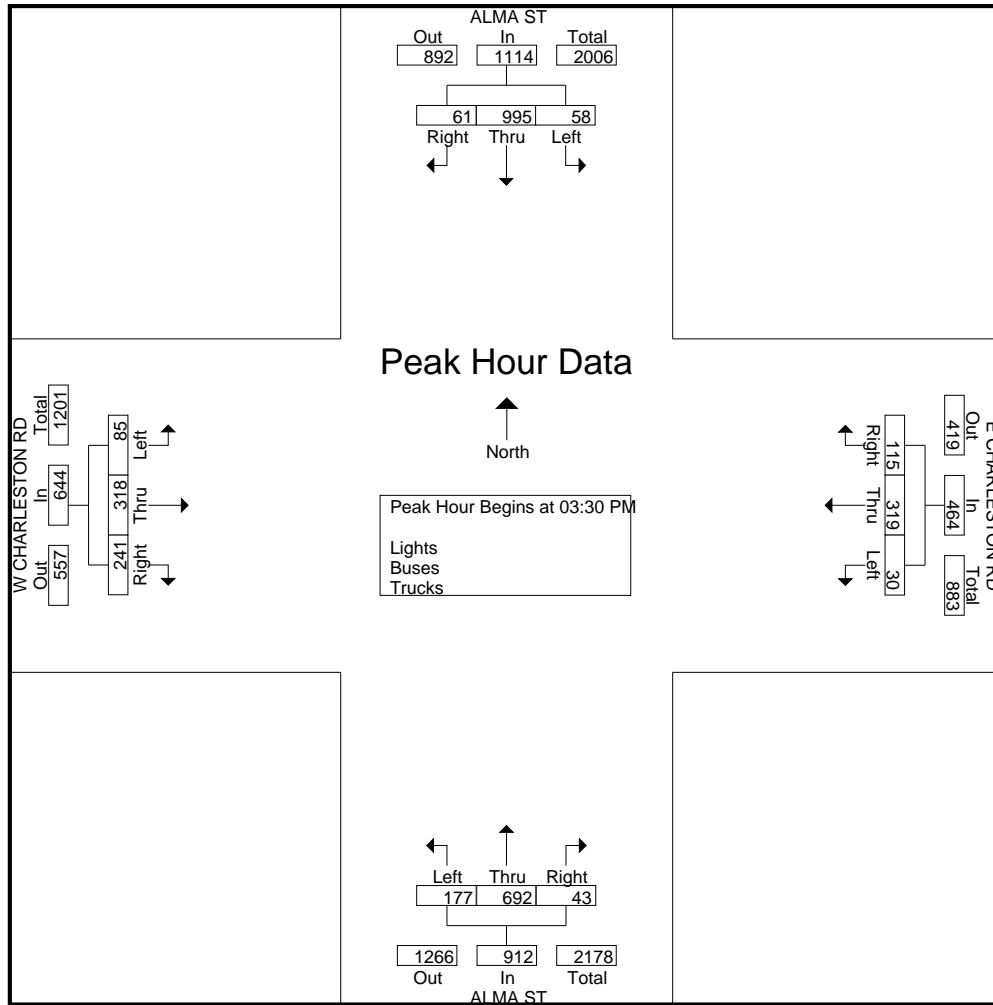 ALMA ST
Out In Total
892 1114 2006
61 995 58
Right Thru Left
Peak Hour Data
North
Peak Hour Begins at 03:30 PM
Lights
Buses
Trucks
W CHARLESTON RD
Out In Total
557 644 1201
241 318 85
Right Thru Left
E CHARLESTON RD
Out In Total
419 464 883
115 319 30
Right Thru Left
Left Thru Right
177 692 43
1266 912 2178
Out In Total
ALMA ST